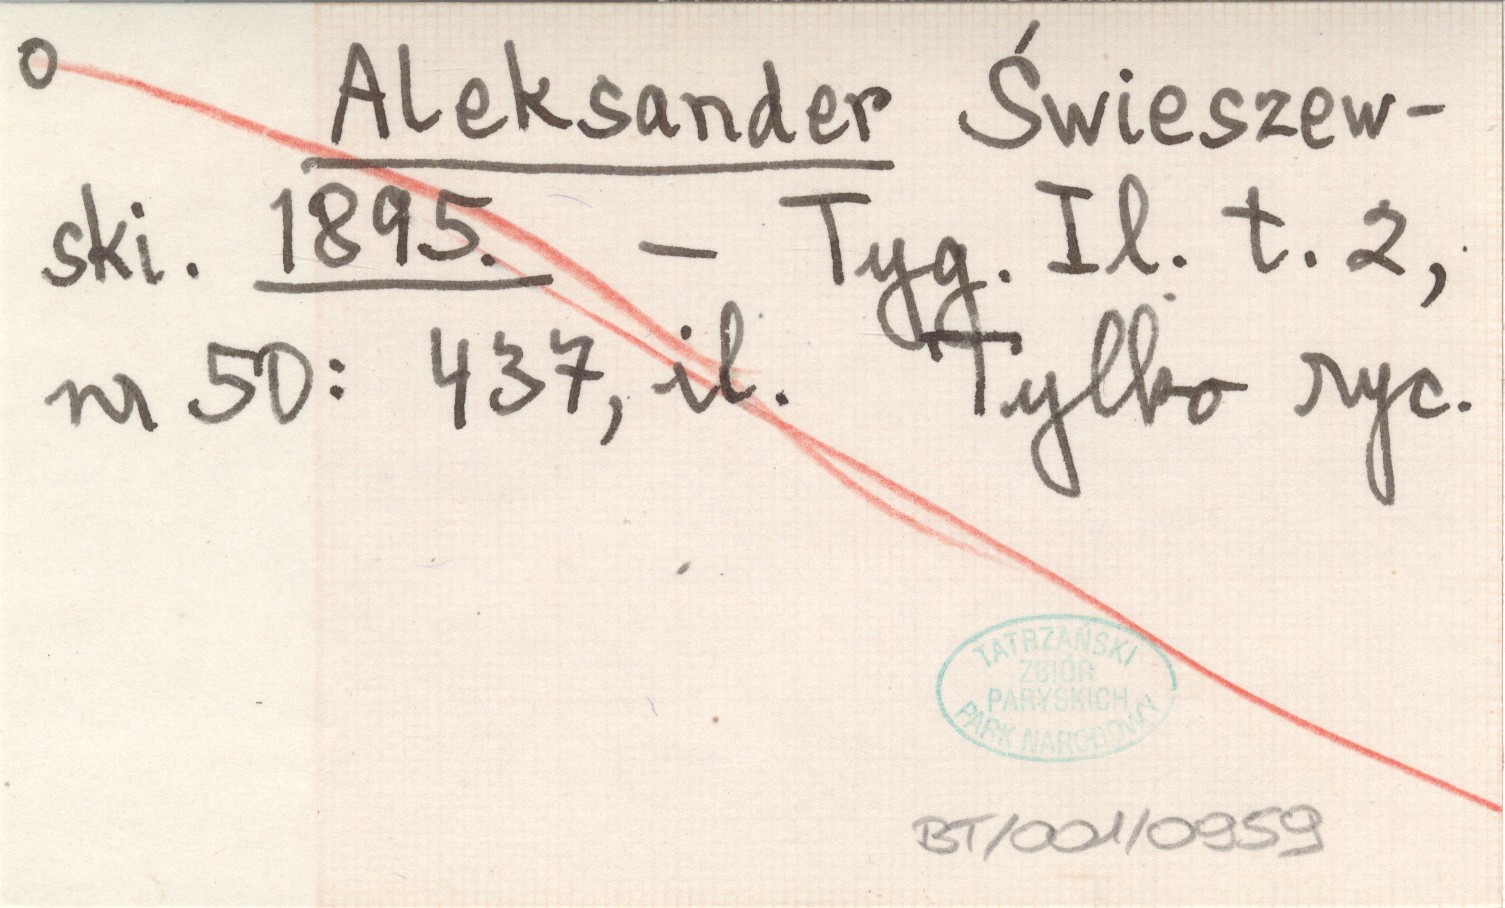 O Aleksander Świeszew-
ski. 1895. – Tyg. Il. t. 2,
nr 50: 437, il. Tylko ryc.
TATRZAŃSKI
ZBIÓR
PARYSKICH
PARK NARODOWY
BT/001/0959